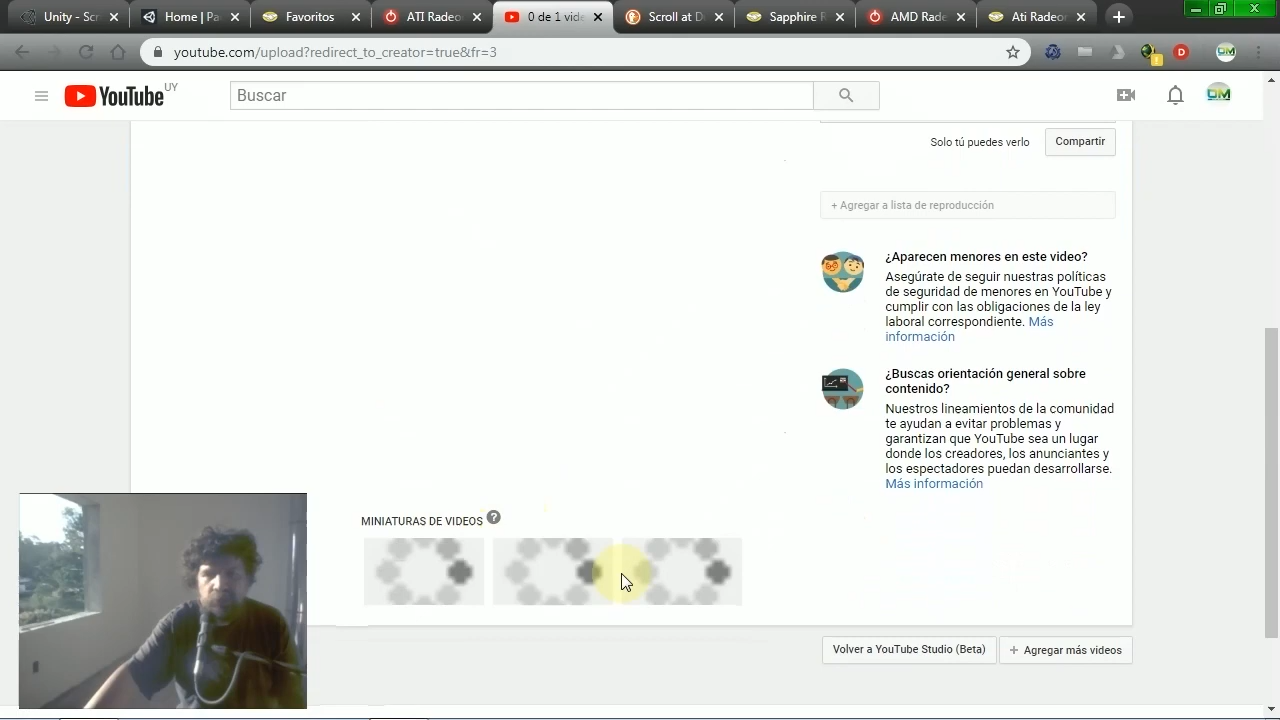 Unity - Scr
Home | Pa
Favoritos
ATI Radeo
0 de 1 vide
Scroll at D
Sapphire R
AMD Rade
Ati Radeor
youtube.com/upload?redirect_to_creator=true&fr=3
YouTube UY
Buscar
Solo tú puedes verlo
Compartir
+ Agregar a lista de reproducción
¿Aparecen menores en este video?
Asegúrate de seguir nuestras políticas
de seguridad de menores en YouTube y
cumplir con las obligaciones de la ley
laboral correspondiente. Más
información
¿Buscas orientación general sobre
contenido?
Nuestros lineamientos de la comunidad
te ayudan a evitar problemas y
garantizan que YouTube sea un lugar
donde los creadores, los anunciantes y
los espectadores puedan desarrollarse.
Más información
MINIATURAS DE VIDEOS ?
Volver a YouTube Studio (Beta)
+ Agregar más videos